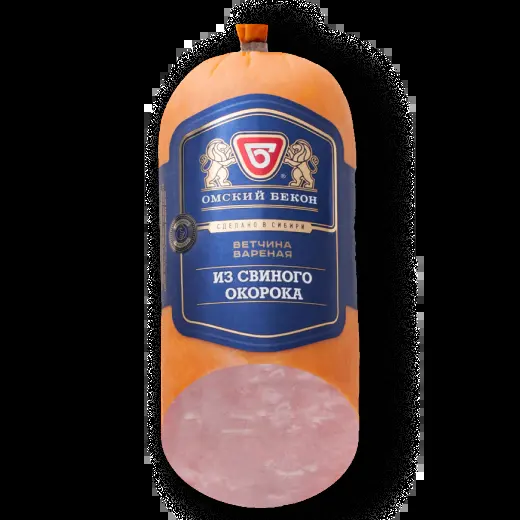 Б
ОМСКИЙ БЕКОН
СДЕЛАНО В СИБИРИ
ВЕТЧИНА
ВАРЕНАЯ
ИЗ СВИНОГО
ОКОРОКА